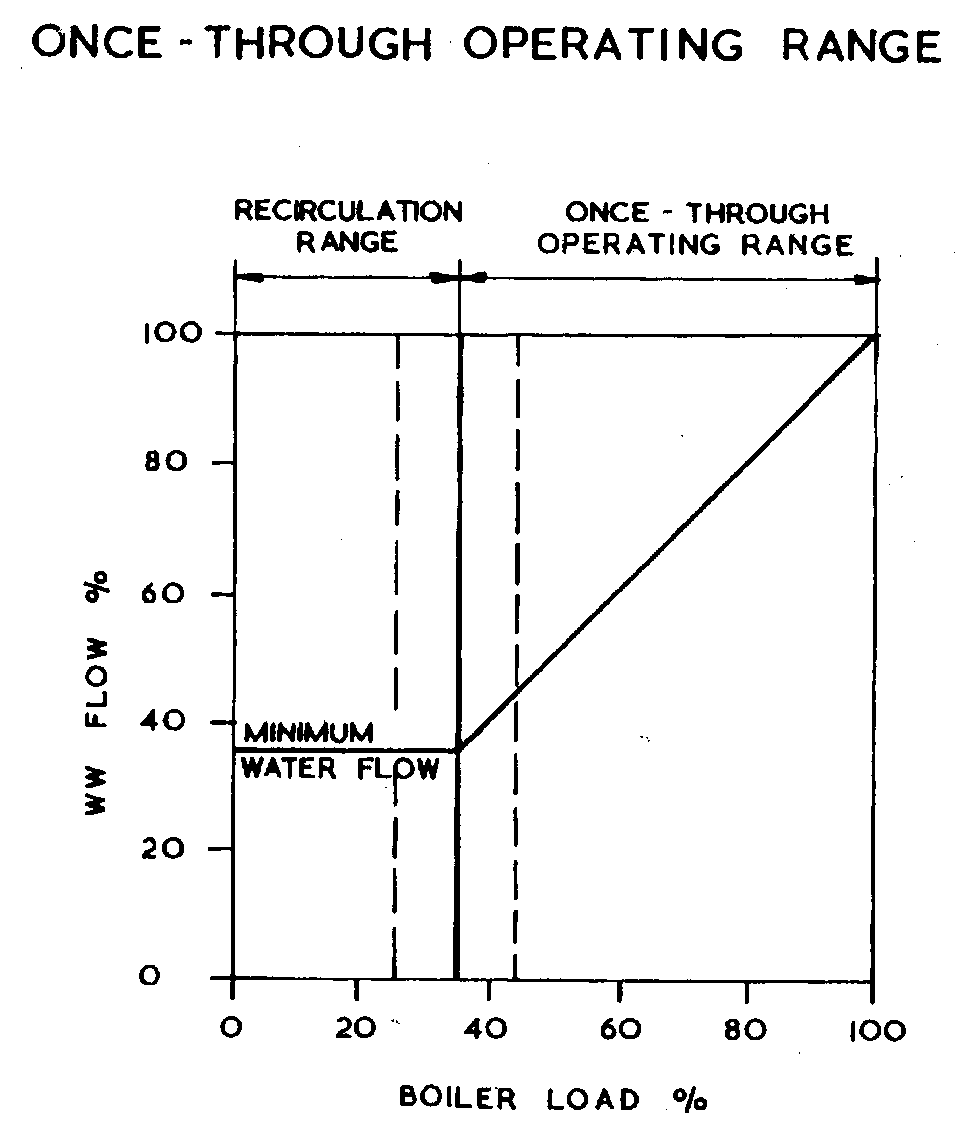 ONCE - THROUGH OPERATING RANGE
RECIRCULATION
RANGE
ONCE - THROUGH
OPERATING RANGE
100
80
60
40
20
0
WW FLOW %
MINIMUM
WATER FLOW
0 20 40 60 80 100
BOILER LOAD %